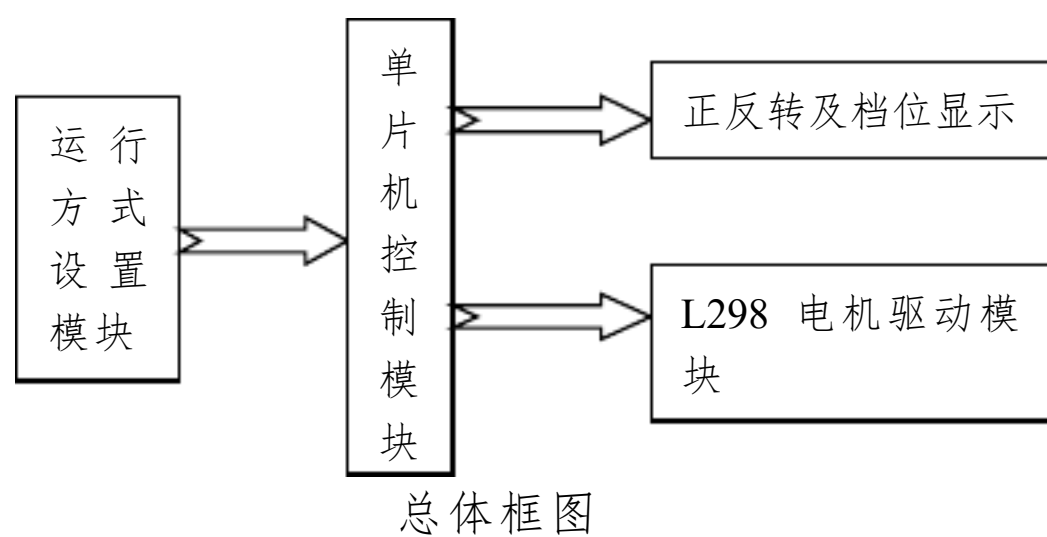 运行
方式
设置
模块
单
片
机
控
制
模
块
正反转及档位显示
L298 电机驱动模
块
总体框图